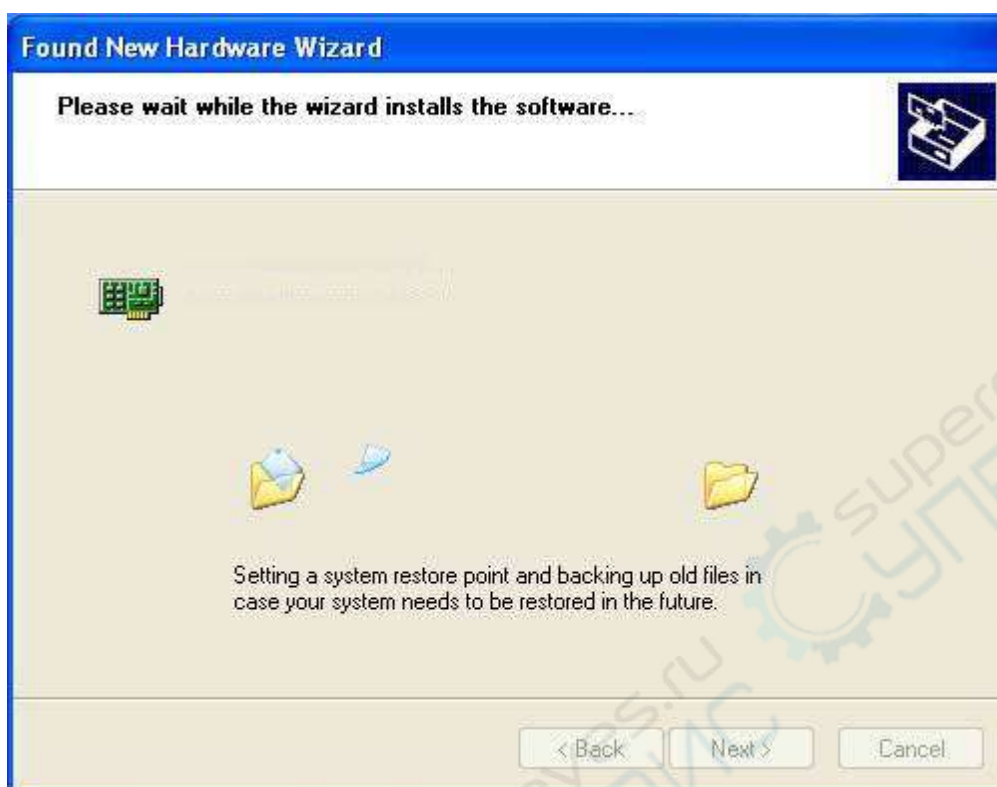 Found New Hardware Wizard
Please wait while the wizard installs the software...
Setting a system restore point and backing up old files in
case your system needs to be restored in the future.
< Back
Next >
Cancel